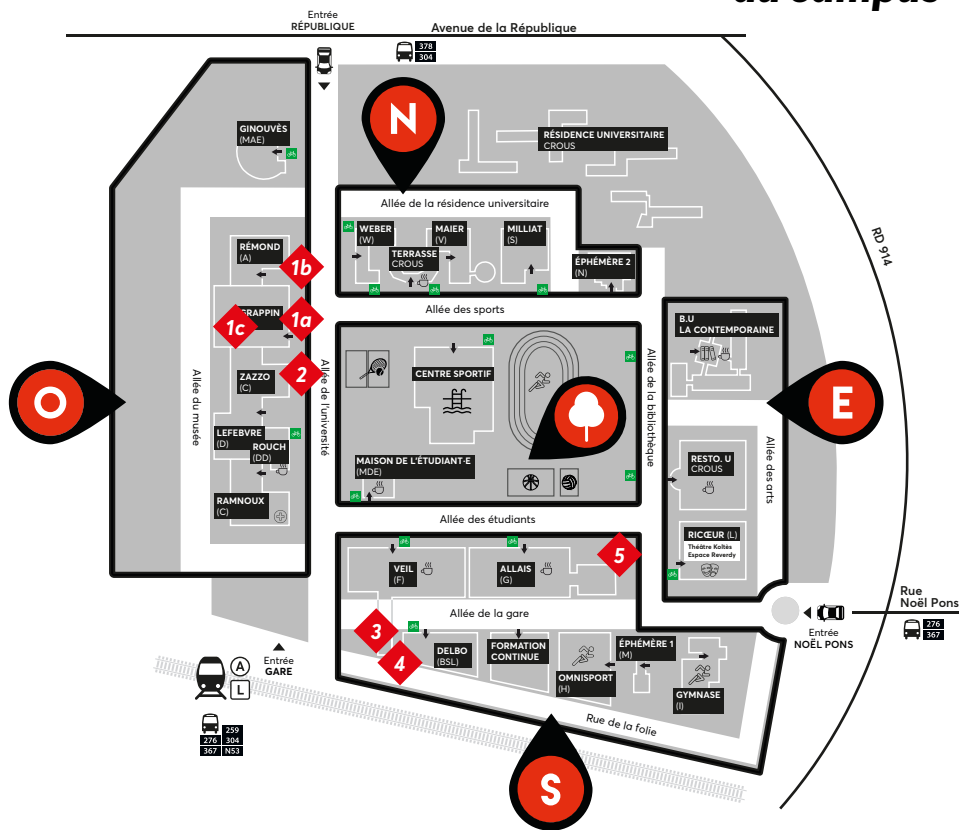 du campus
Entrée
RÉPUBLIQUE
Avenue de la République
378
304
N
GINOUVÈS
(MAE)
RÉSIDENCE UNIVERSITAIRE
CROUS
Allée de la résidence universitaire
RD 914
WEBER
(W)
MAIER
(V)
MILLIAT
(S)
TERRASSE
CROUS
RÉMOND
(A)
ÉPHÉMÈRE 2
(N)
1b
Allée des sports
GRAPPIN
1a
1c
B.U
LA CONTEMPORAINE
Allée du musée
Allée de l'université
Allée de la bibliothèque
Allée des arts
CENTRE SPORTIF
ZAZZO
(C)
2
O
E
LEFEBVRE
(D)
ROUCH
(DD)
MAISON DE L'ÉTUDIANT·E
(MDE)
RESTO. U
CROUS
RAMNOUX
(C)
Allée des étudiants
RICŒUR (L)
Théâtre Koltès
Espace Reverdy
VEIL
(F)
ALLAIS
(G)
5
Allée de la gare
Rue
Noël Pons
276
367
Entrée
NOËL PONS
3
4
DELBO
(BSL)
FORMATION
CONTINUE
ÉPHÉMÈRE 1
(M)
OMNISPORT
(H)
GYMNASE
(I)
Entrée
GARE
A
L
Rue de la folie
259
276 304
367 N53
S